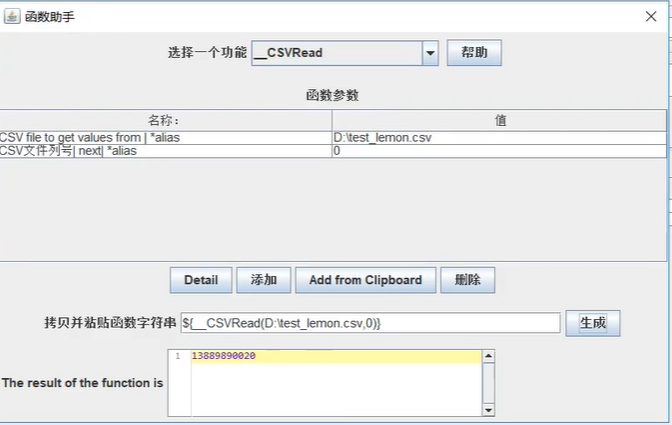 函数助手
选择一个功能 __CSVRead 帮助
函数参数
名称: 值
CSV file to get values from | *alias D:\test_lemon.csv
CSV文件列号| next| *alias 0
Detail 添加 Add from Clipboard 删除
拷贝并粘贴函数字符串 ${__CSVRead(D:\test_lemon.csv,0)} 生成
1 13889890020
The result of the function is